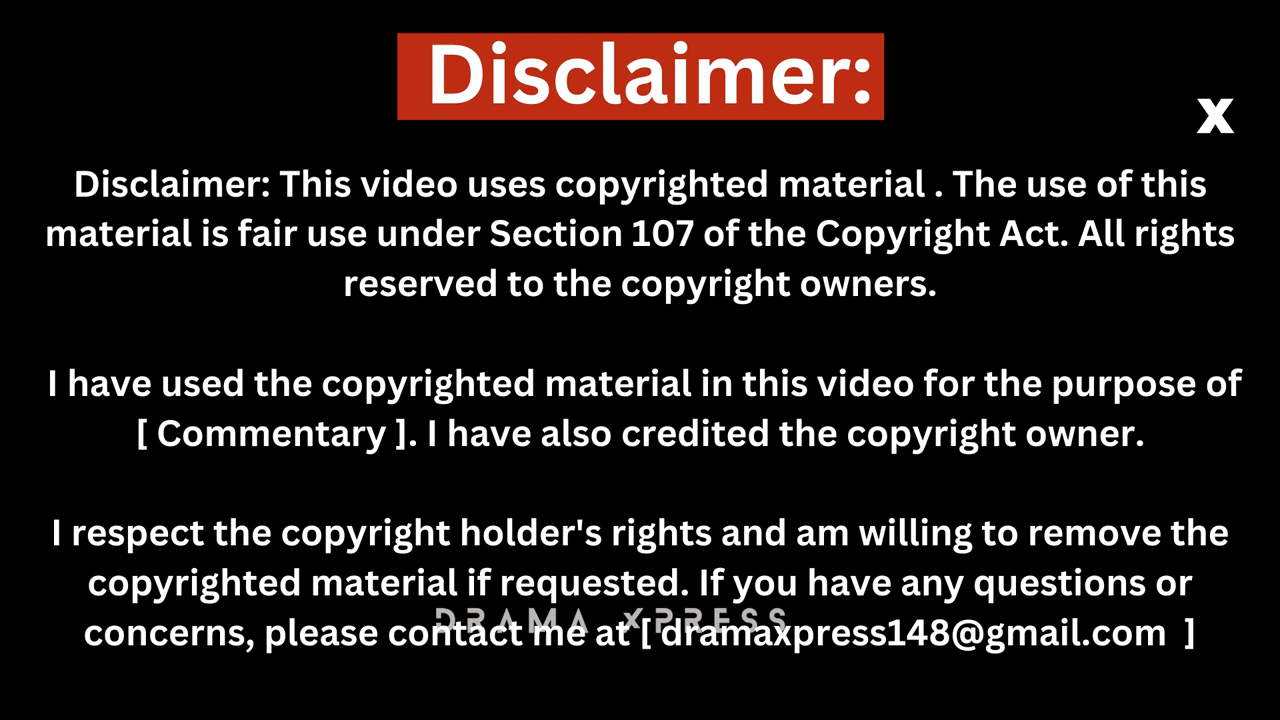 Disclaimer:
x
Disclaimer: This video uses copyrighted material . The use of this
material is fair use under Section 107 of the Copyright Act. All rights
reserved to the copyright owners.
I have used the copyrighted material in this video for the purpose of
[ Commentary ]. I have also credited the copyright owner.
I respect the copyright holder's rights and am willing to remove the
copyrighted material if requested. If you have any questions or
DRAMA XPRESS
concerns, please contact me at [ dramaxpress148@gmail.com ]